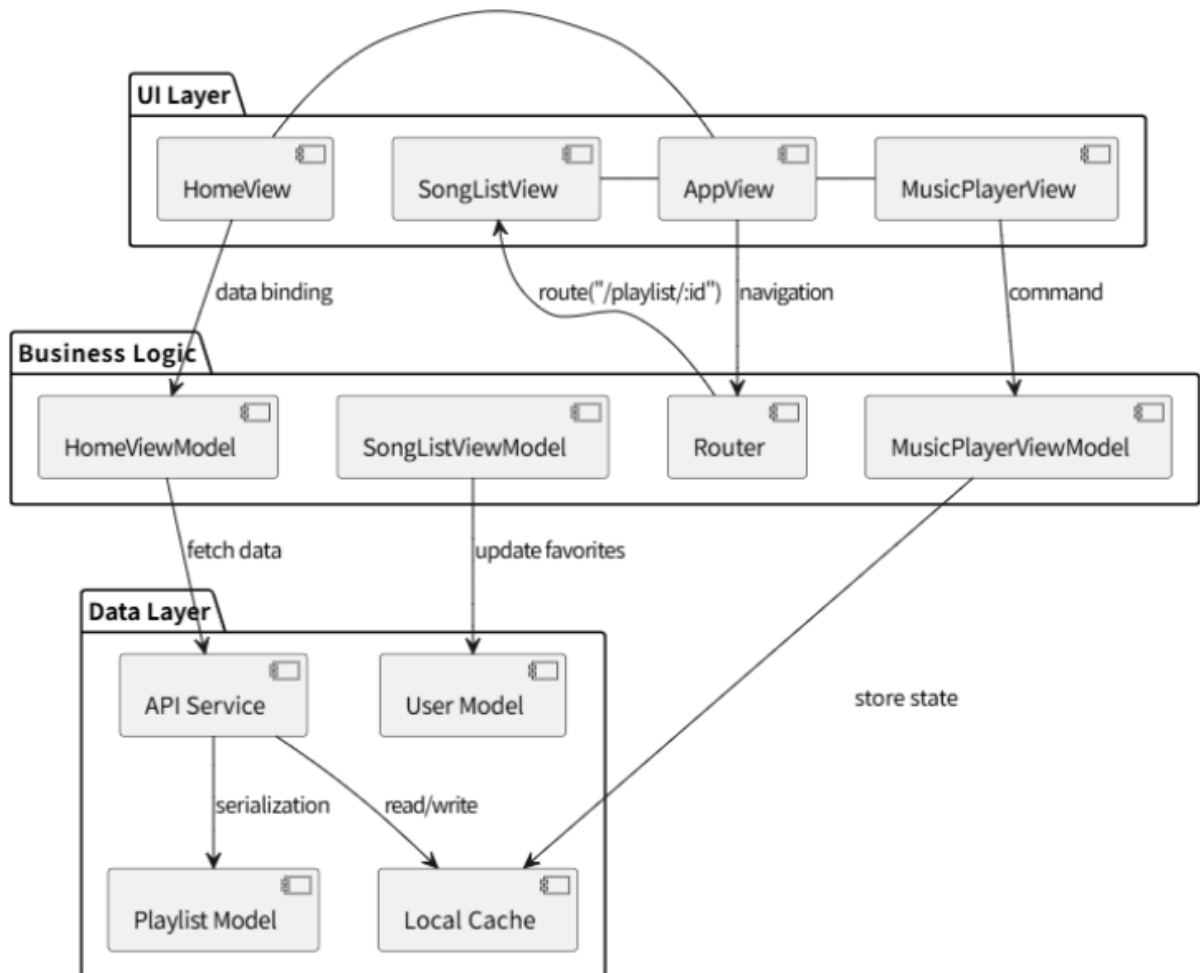 UI Layer
HomeView
SongListView
AppView
MusicPlayerView
data binding
route("/playlist/:id")
navigation
command
Business Logic
HomeViewModel
SongListViewModel
Router
MusicPlayerViewModel
fetch data
update favorites
Data Layer
API Service
User Model
store state
serialization
read/write
Playlist Model
Local Cache